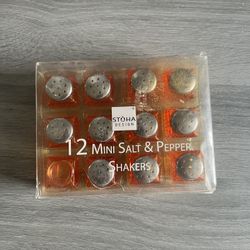 STÖHA
DESIGN
12 MINI SALT & PEPPER
SHAKERS